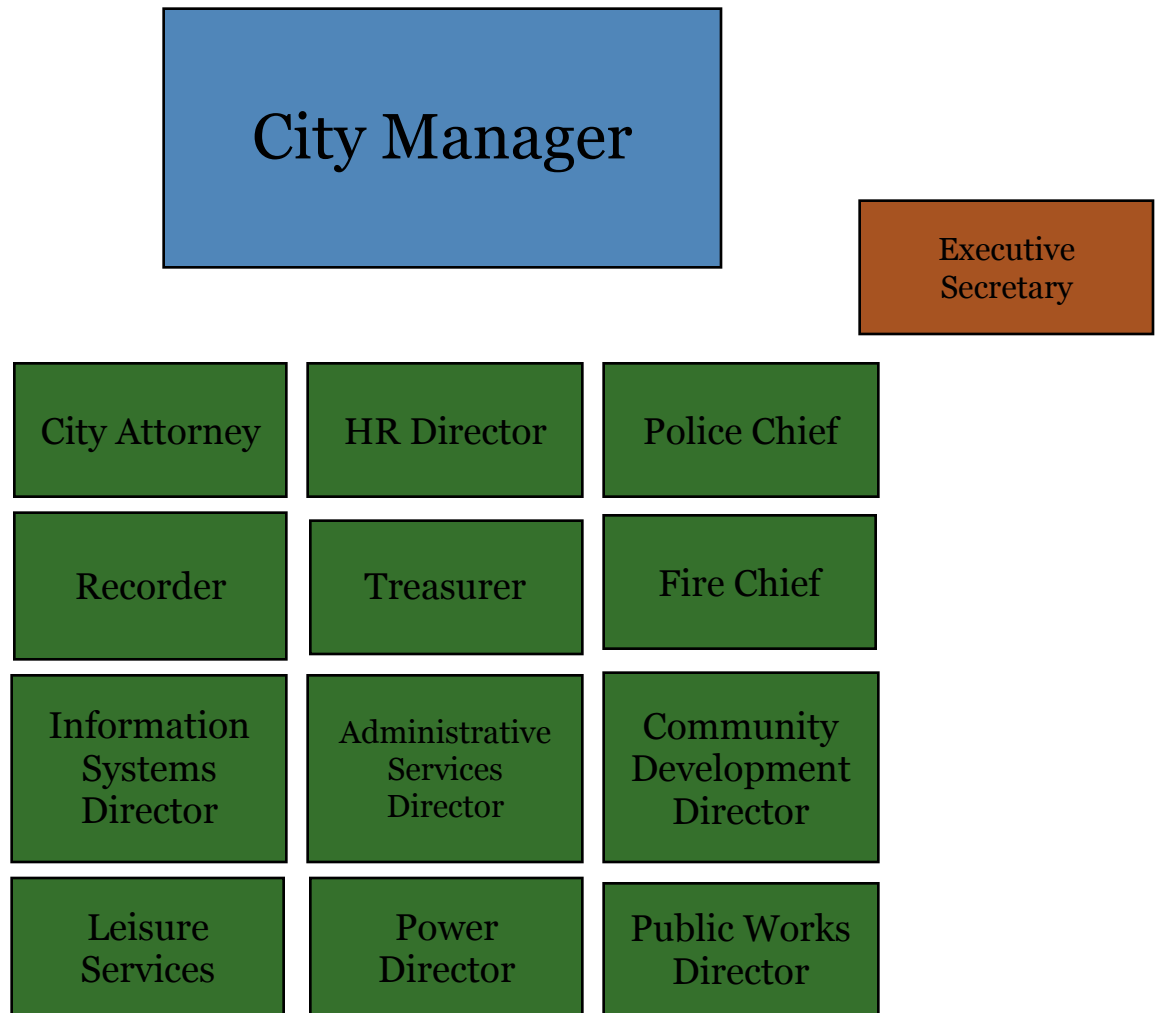 City Manager
Executive
Secretary
City Attorney
HR Director
Police Chief
Recorder
Treasurer
Fire Chief
Information
Systems
Director
Administrative
Services
Director
Community
Development
Director
Leisure
Services
Power
Director
Public Works
Director